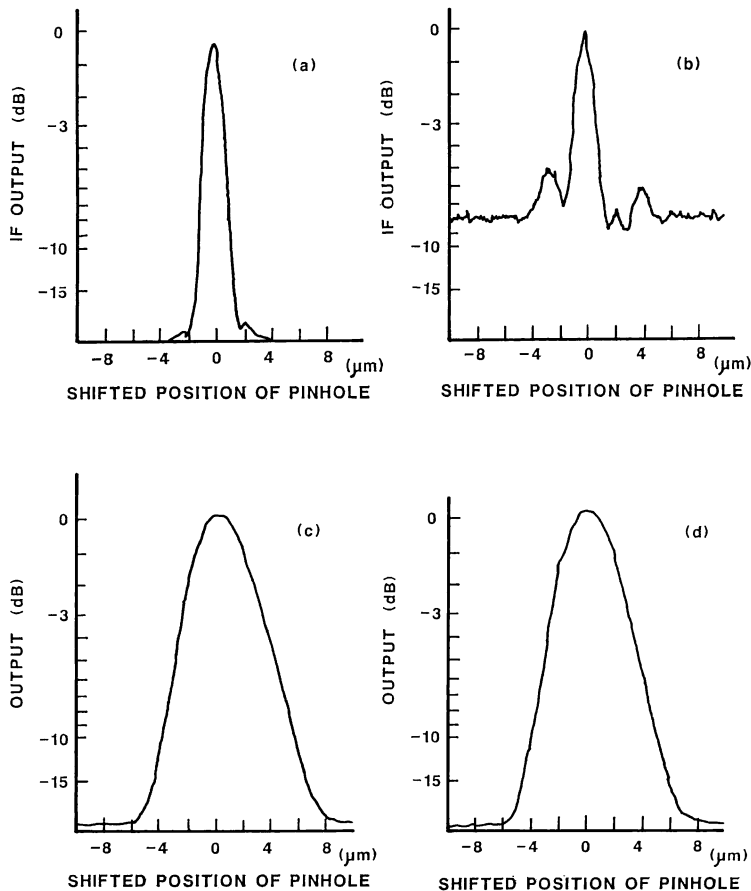 (a)
IF OUTPUT (dB)
0
−3
−10
−15
−8 −4 0 4 8 (μm)
SHIFTED POSITION OF PINHOLE
(b)
IF OUTPUT (dB)
0
−3
−10
−15
−8 −4 0 4 8 (μm)
SHIFTED POSITION OF PINHOLE
(c)
OUTPUT (dB)
0
−3
−10
−15
−8 −4 0 4 8 (μm)
SHIFTED POSITION OF PINHOLE
(d)
OUTPUT (dB)
0
−3
−10
−15
−8 −4 0 4 8 (μm)
SHIFTED POSITION OF PINHOLE